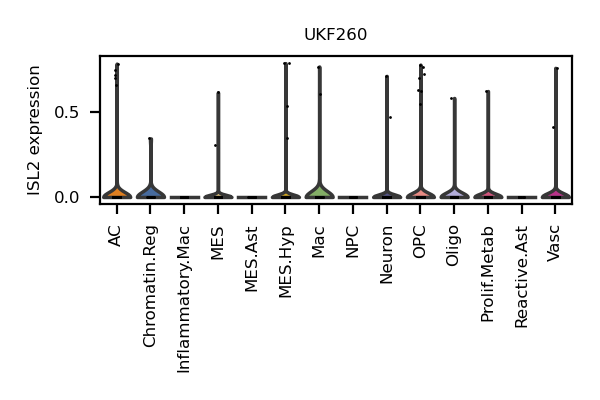 UKF260
ISL2 expression
0.5
0.0
AC
Chromatin.Reg
Inflammatory.Mac
MES
MES.Ast
MES.Hyp
Mac
NPC
Neuron
OPC
Oligo
Prolif.Metab
Reactive.Ast
Vasc